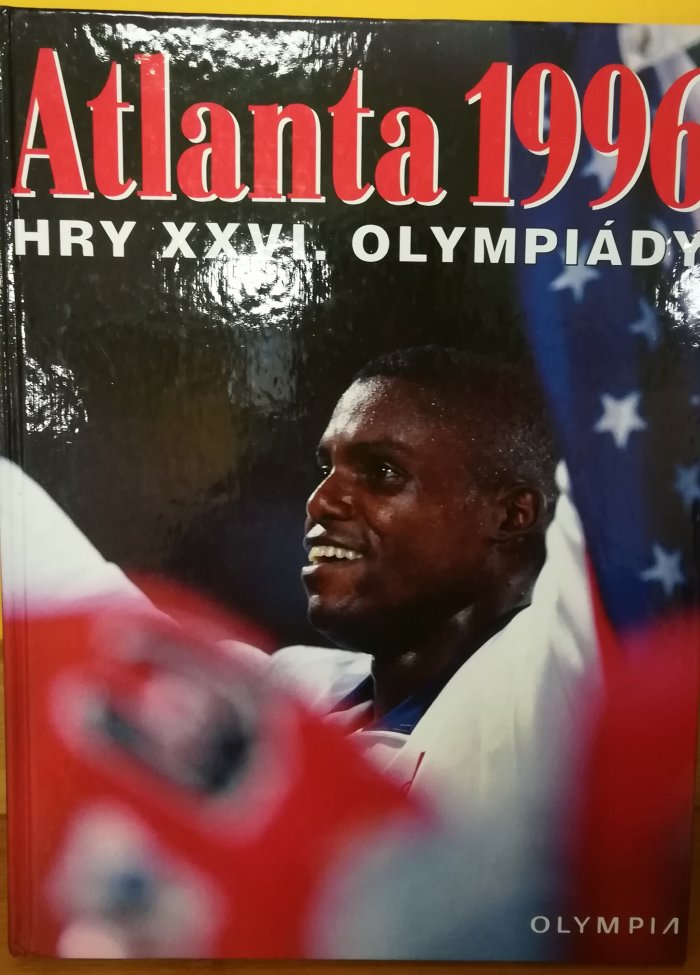 Atlanta 1996
HRY XXVI. OLYMPIÁDY
OLYMPIA